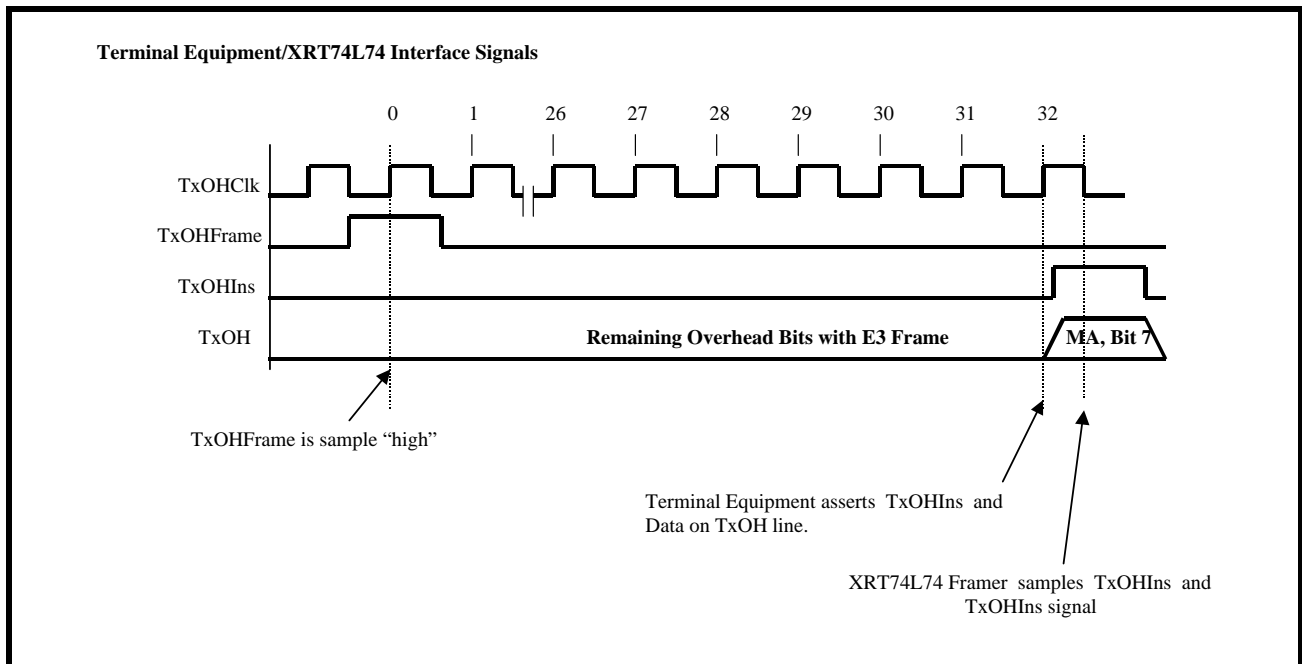 Terminal Equipment/XRT74L74 Interface Signals
0 1 26 27 28 29 30 31 32
TxOHClk
TxOHFrame
TxOHIns
TxOH
Remaining Overhead Bits with E3 Frame
MA, Bit 7
TxOHFrame is sample “high”
Terminal Equipment asserts TxOHIns and
Data on TxOH line.
XRT74L74 Framer samples TxOHIns and
TxOHIns signal